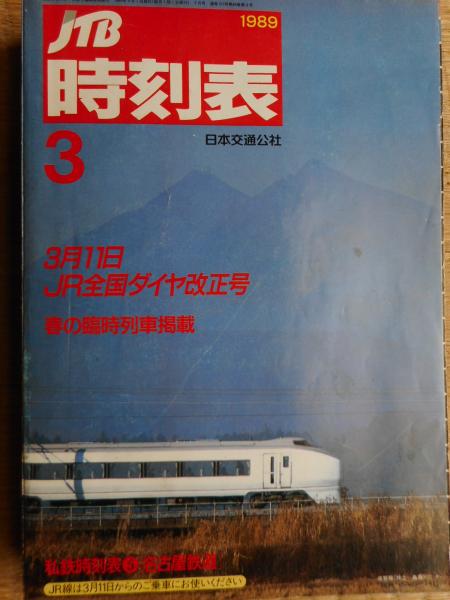 JTB
1989
時刻表
3
日本交通公社
3月11日
JR全国ダイヤ改正号
春の臨時列車掲載
私鉄時刻表③名古屋鉄道
JR線は3月11日からのご乗車にお使いください